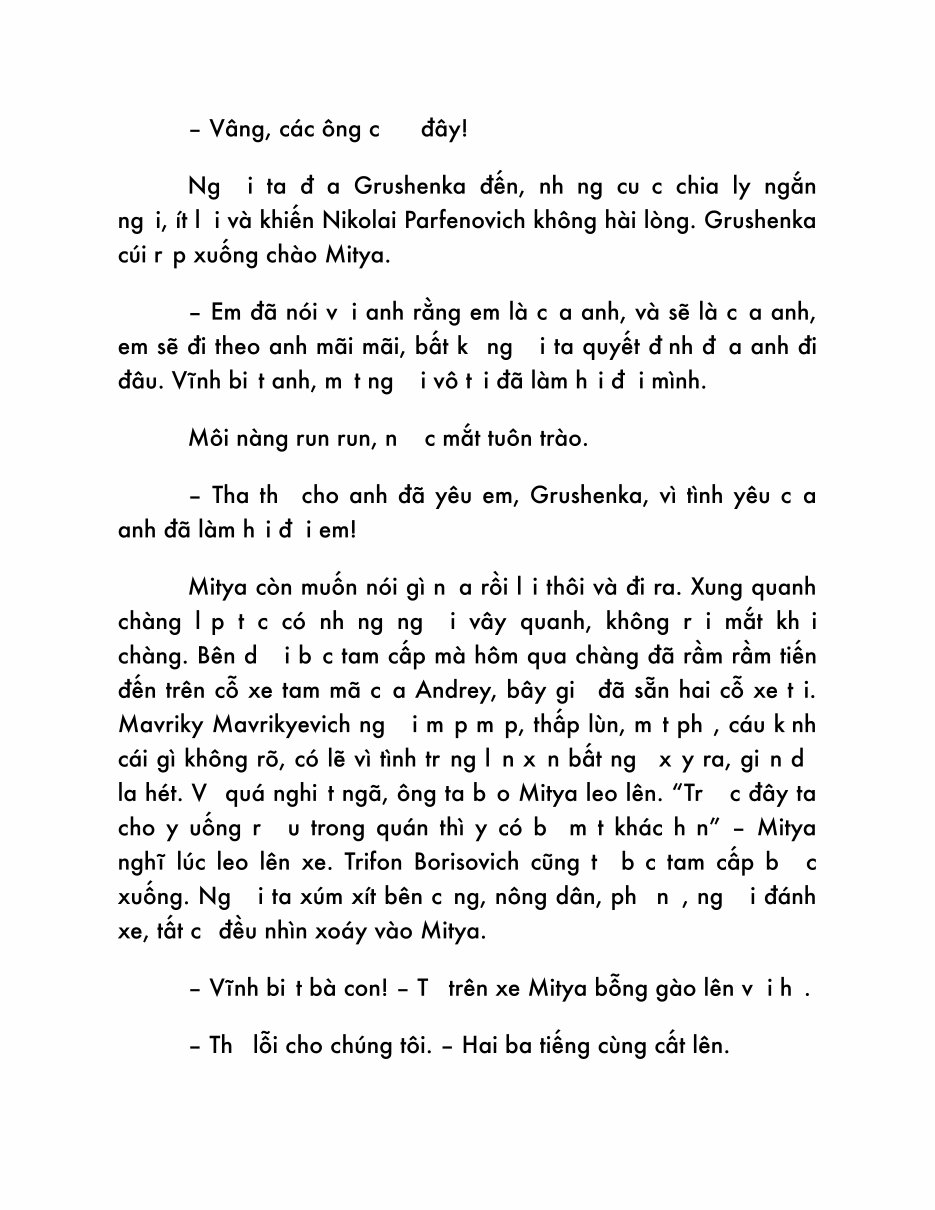 – Vâng, các ông c đây!
Ng i ta đ a Grushenka đến, nh ng cu c chia ly ngắn
ng i, ít l i và khiến Nikolai Parfenovich không hài lòng. Grushenka
cúi r p xuống chào Mitya.
– Em đã nói v i anh rằng em là c a anh, và sẽ là c a anh,
em sẽ đi theo anh mãi mãi, bất k ng i ta quyết đ nh đ a anh đi
đâu. Vĩnh bi t anh, m t ng i vô t i đã làm h i đ i mình.
Môi nàng run run, n c mắt tuôn trào.
– Tha th cho anh đã yêu em, Grushenka, vì tình yêu c a
anh đã làm h i đ i em!
Mitya còn muốn nói gì n a rồi l i thôi và đi ra. Xung quanh
chàng l p t c có nh ng ng i vây quanh, không r i mắt kh i
chàng. Bên d i b c tam cấp mà hôm qua chàng đã rầm rầm tiến
đến trên cỗ xe tam mã c a Andrey, bây gi đã sẵn hai cỗ xe t i.
Mavriky Mavrikyevich ng i m p m p, thấp lùn, m t ph , cáu k nh
cái gì không rõ, có lẽ vì tình tr ng l n x n bất ng x y ra, gi n d
la hét. V quá nghi t ngã, ông ta b o Mitya leo lên. “Tr c đây ta
cho y uống r u trong quán thì y có b m t khác h n” – Mitya
nghĩ lúc leo lên xe. Trifon Borisovich cũng t b c tam cấp b c
xuống. Ng i ta xúm xít bên c ng, nông dân, ph n , ng i đánh
xe, tất c đều nhìn xoáy vào Mitya.
– Vĩnh bi t bà con! – T trên xe Mitya bỗng gào lên v i h .
– Th lỗi cho chúng tôi. – Hai ba tiếng cùng cất lên.